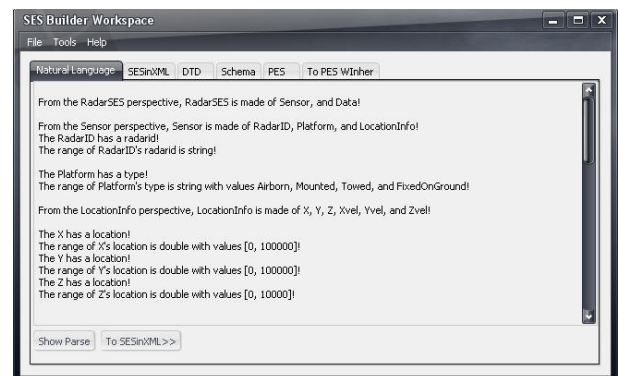 SES Builder Workspace
File Tools Help
Natural Language SESinXML DTD Schema PES To PES WInher
From the RadarSES perspective, RadarSES is made of Sensor, and Data!
From the Sensor perspective, Sensor is made of RadarID, Platform, and LocationInfo!
The RadarID has a radarid!
The range of RadarID's radarid is string!
The Platform has a type!
The range of Platform's type is string with values Airborn, Mounted, Towed, and FixedOnGround!
From the LocationInfo perspective, LocationInfo is made of X, Y, Z, Xvel, Yvel, and Zvel!
The X has a location!
The range of X's location is double with values [0, 100000]!
The Y has a location!
The range of Y's location is double with values [0, 100000]!
The Z has a location!
The range of Z's location is double with values [0, 10000]!
Show Parse To SESinXML>>